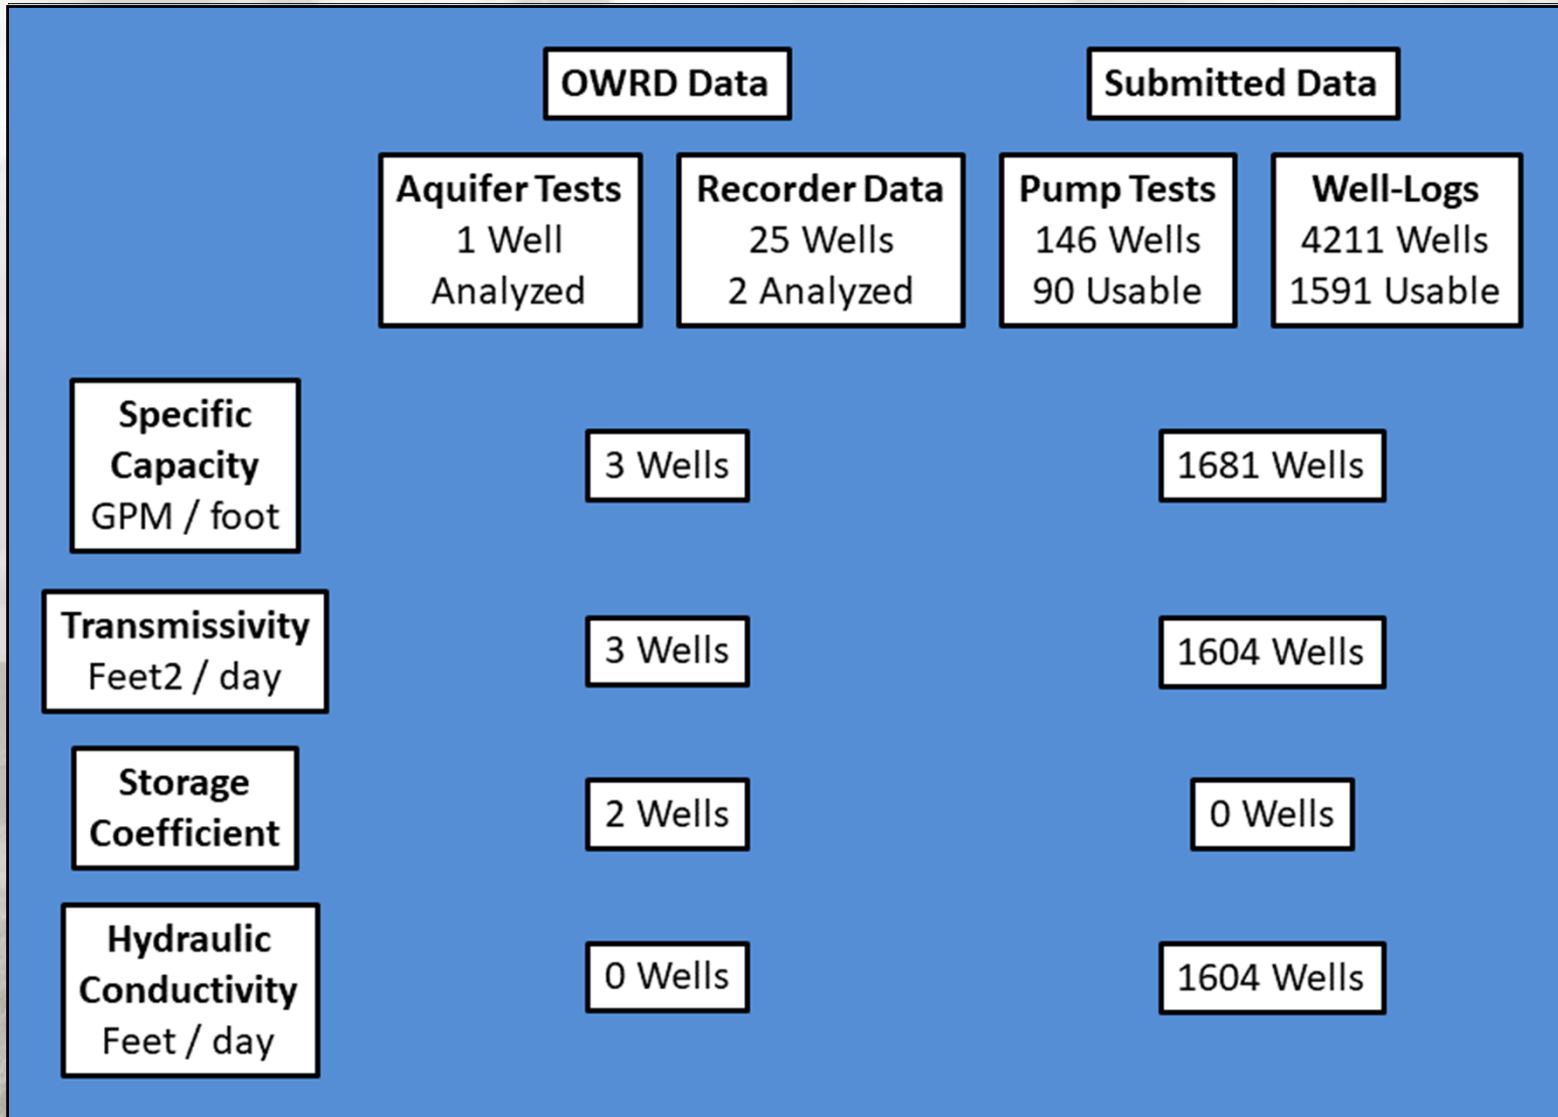 OWRD Data
Submitted Data
Aquifer Tests
1 Well
Analyzed
Recorder Data
25 Wells
2 Analyzed
Pump Tests
146 Wells
90 Usable
Well-Logs
4211 Wells
1591 Usable
Specific
Capacity
GPM / foot
3 Wells
1681 Wells
Transmissivity
Feet2 / day
3 Wells
1604 Wells
Storage
Coefficient
2 Wells
0 Wells
Hydraulic
Conductivity
Feet / day
0 Wells
1604 Wells